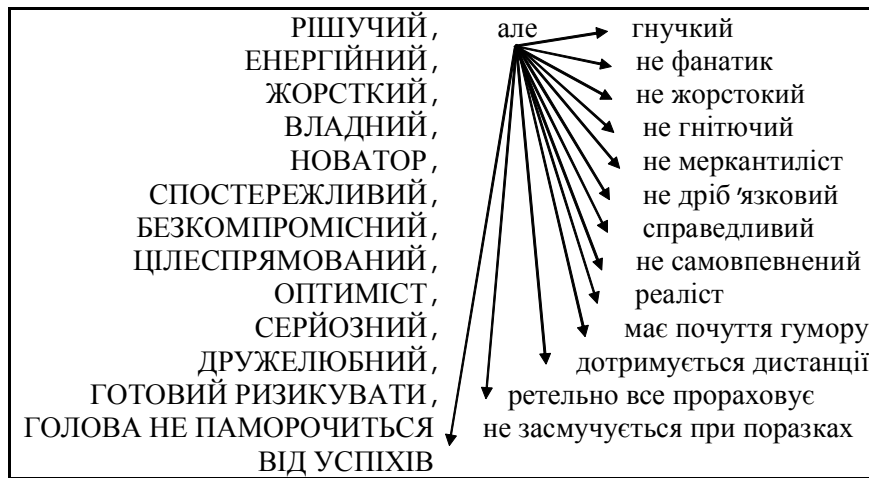 РІШУЧИЙ, але гнучкий
ЕНЕРГІЙНИЙ, не фанатик
ЖОРСТКИЙ, не жорстокий
ВЛАДНИЙ, не гнітючий
НОВАТОР, не меркантиліст
СПОСТЕРЕЖЛИВИЙ, не дріб ’язковий
БЕЗКОМПРОМІСНИЙ, справедливий
ЦІЛЕСПРЯМОВАНИЙ, не самовпевнений
ОПТИМІСТ, реаліст
СЕРЙОЗНИЙ, має почуття гумору
ДРУЖЕЛЮБНИЙ, дотримується дистанції
ГОТОВИЙ РИЗИКУВАТИ, ретельно все прораховує
ГОЛОВА НЕ ПАМОРОЧИТЬСЯ не засмучується при поразках
ВІД УСПІХІВ